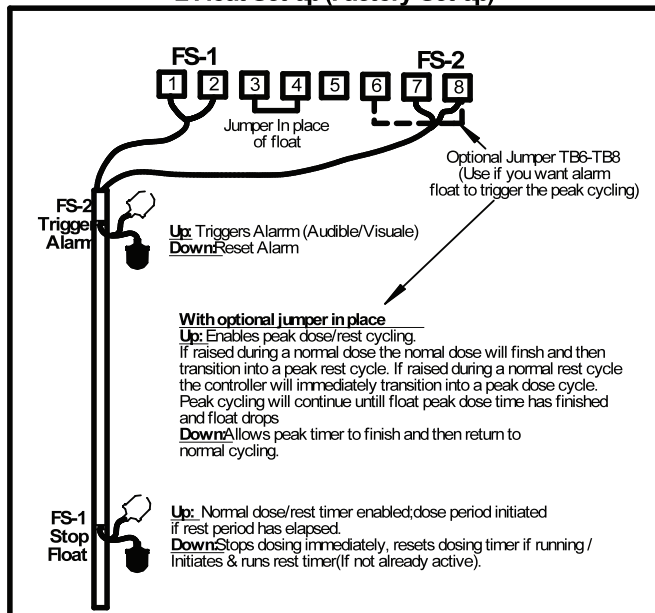 FS-1
FS-2
1 2 3 4 5 6 7 8
Jumper In place
of float
Optional Jumper TB6-TB8
(Use if you want alarm
float to trigger the peak cycling)
FS-2
Trigger
Alarm
Up: Triggers Alarrm (Audible/Visuale)
Down:Reset Alarm
With optional jumper in place
Up: Enables peak dose/rest cycling.
If raised during a normal dose the nomal dose will finsh and then
transition into a peak rest cycle. If raised during a normal rest cycle
the controller will immediately transition into a peak dose cycle.
Peak cycling will continue untill float peak dose time has finished
and float drops
Down:Allows peak timer to finish and then return to
normal cycling.
FS-1
Stop
Float
Up: Normal dose/rest timer enabled;dose period initiated
if rest period has elapsed.
Down:Stops dosing immediately, resets dosing timer if running /
Initiates & runs rest timer(If not already active).